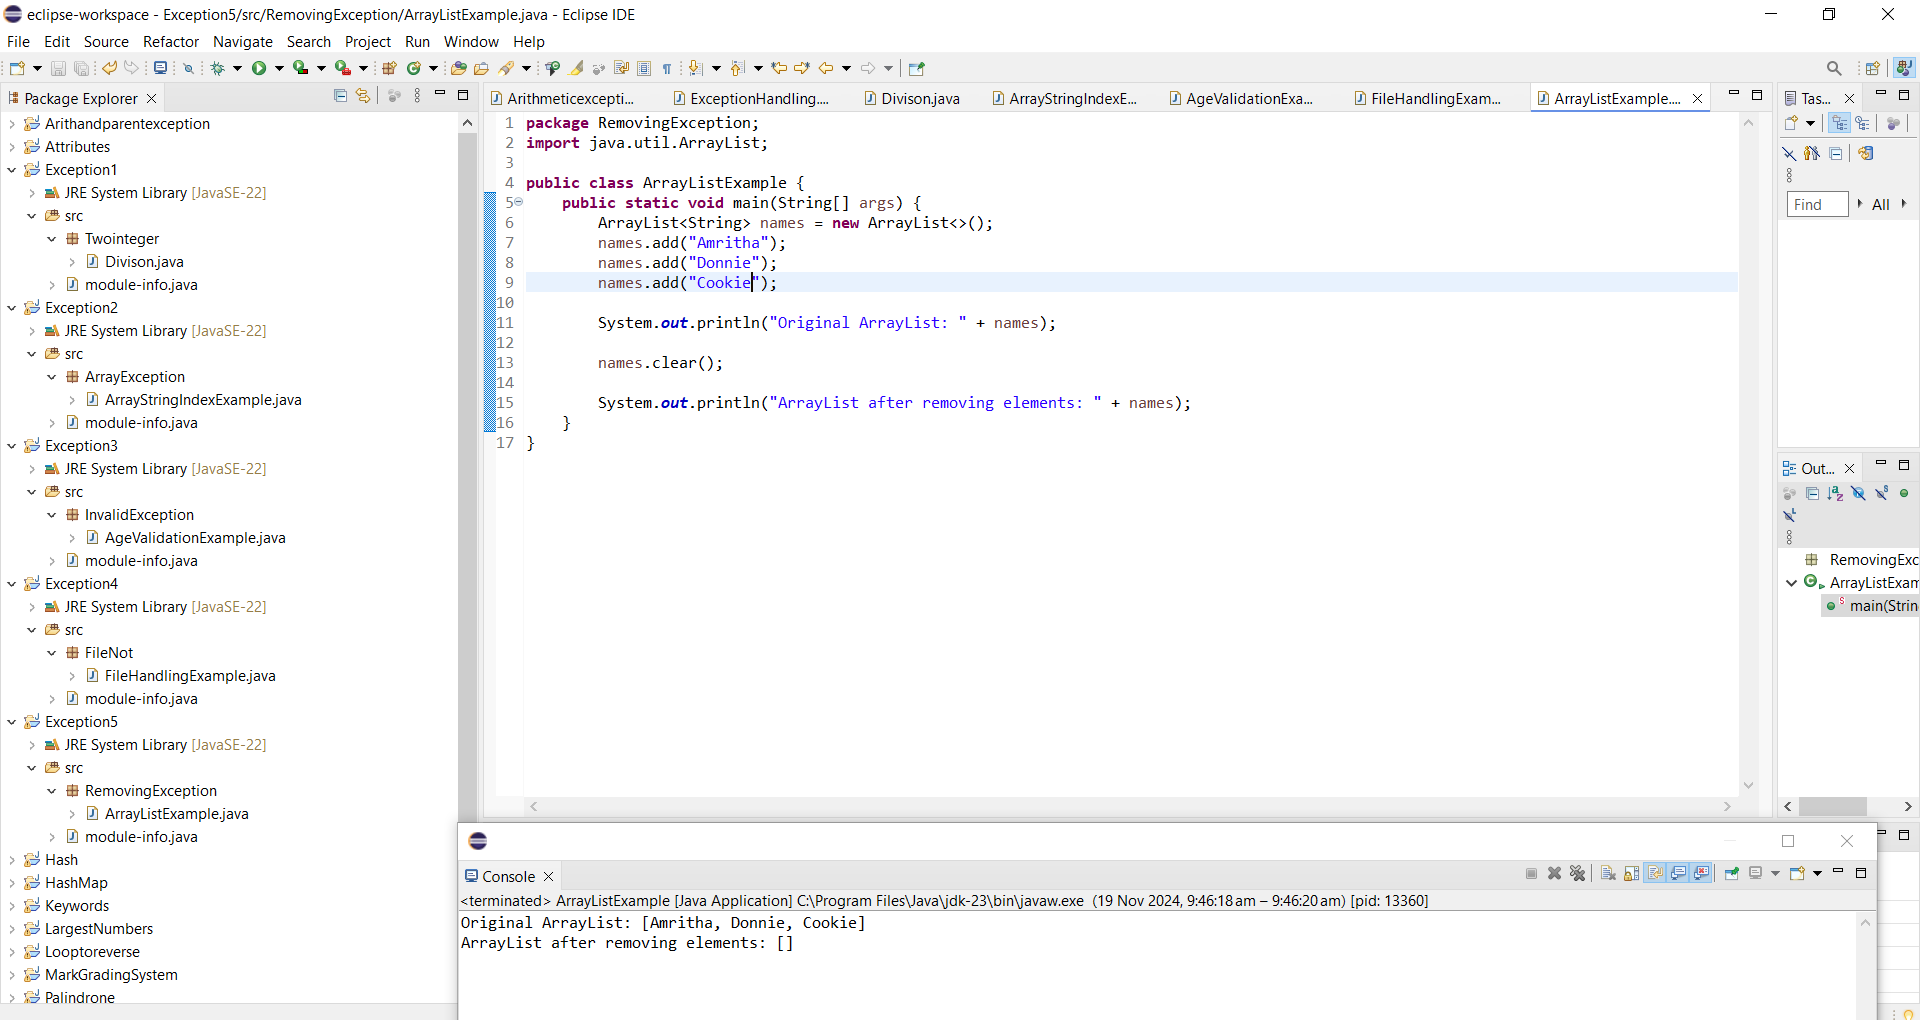 eclipse-workspace - Exception5/src/RemovingException/ArrayListExample.java - Eclipse IDE
File Edit Source Refactor Navigate Search Project Run Window Help
Package Explorer
Arithandparentexception
Attributes
Exception1
JRE System Library [JavaSE-22]
src
Twointeger
Divison.java
module-info.java
Exception2
JRE System Library [JavaSE-22]
src
ArrayException
ArrayStringIndexExample.java
module-info.java
Exception3
JRE System Library [JavaSE-22]
src
InvalidException
AgeValidationExample.java
module-info.java
Exception4
JRE System Library [JavaSE-22]
src
FileNot
FileHandlingExample.java
module-info.java
Exception5
JRE System Library [JavaSE-22]
src
RemovingException
ArrayListExample.java
module-info.java
Hash
HashMap
Keywords
LargestNumbers
Looptoreverse
MarkGradingSystem
Palindrone
Arithmeticexcepti... ExceptionHandling.... Divison.java ArrayStringIndexE... AgeValidationExa... FileHandlingExam... ArrayListExample....
1 package RemovingException;
2 import java.util.ArrayList;
3
4 public class ArrayListExample {
5 public static void main(String[] args) {
6 ArrayList<String> names = new ArrayList<>();
7 names.add("Amritha");
8 names.add("Donnie");
9 names.add("Cookie");
10
11 System.out.println("Original ArrayList: " + names);
12
13 names.clear();
14
15 System.out.println("ArrayList after removing elements: " + names);
16 }
17 }
Tas...
Find All
Out...
RemovingExc
ArrayListExam
main(Strin
Console
<terminated> ArrayListExample [Java Application] C:\Program Files\Java\jdk-23\bin\javaw.exe (19 Nov 2024, 9:46:18 am – 9:46:20 am) [pid: 13360]
Original ArrayList: [Amritha, Donnie, Cookie]
ArrayList after removing elements: []